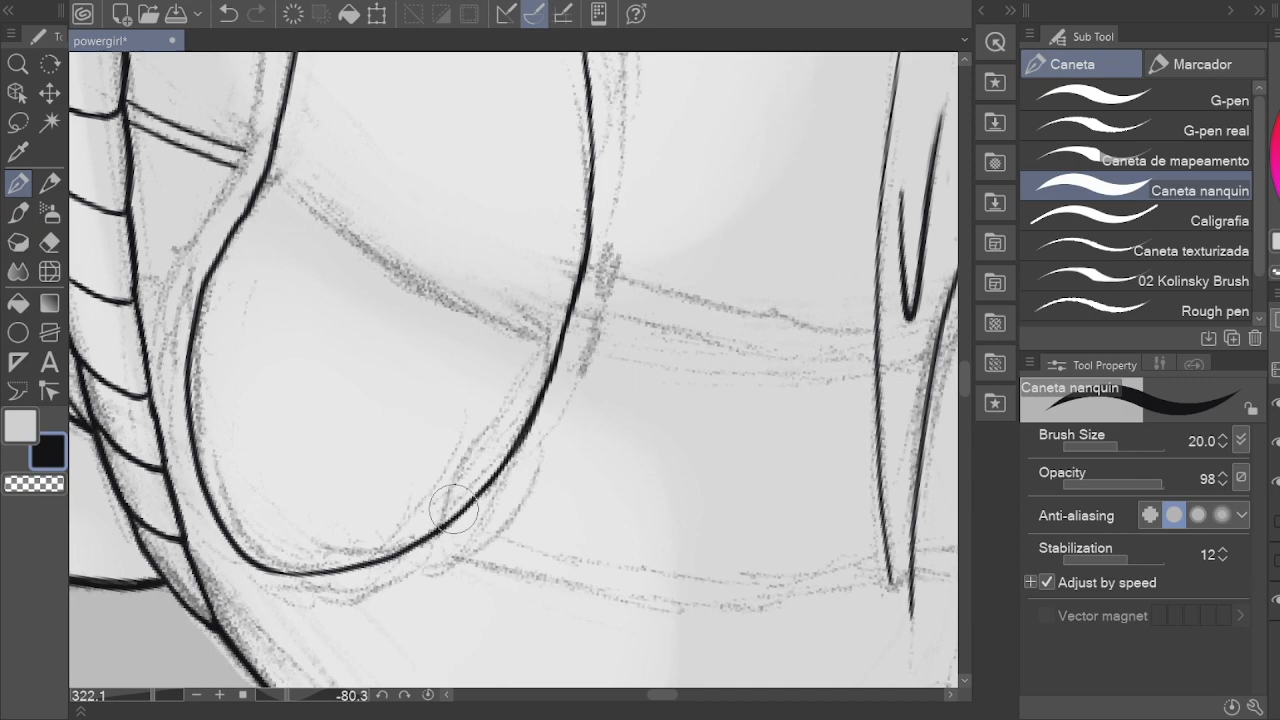 To
powergirl*
Sub Tool
Caneta
Marcador
G-pen
G-pen real
Caneta de mapeamento
Caneta nanquin
Caligrafia
Caneta texturizada
02 Kolinsky Brush
Rough pen
Tool Property
Caneta nanquin
Brush Size 20.0
Opacity 98
Anti-aliasing
Stabilization 12
Adjust by speed
Vector magnet
322.1 -80.3